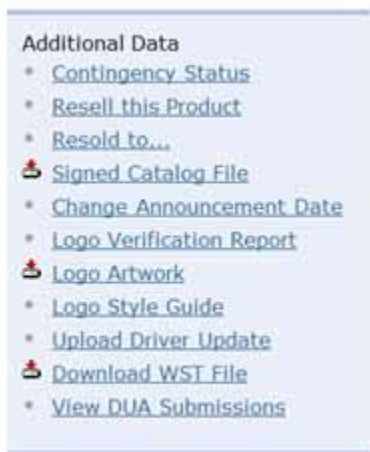 Additional Data
Contingency Status
Resell this Product
Resold to...
Signed Catalog File
Change Announcement Date
Logo Verification Report
Logo Artwork
Logo Style Guide
Upload Driver Update
Download WST File
View DUA Submissions